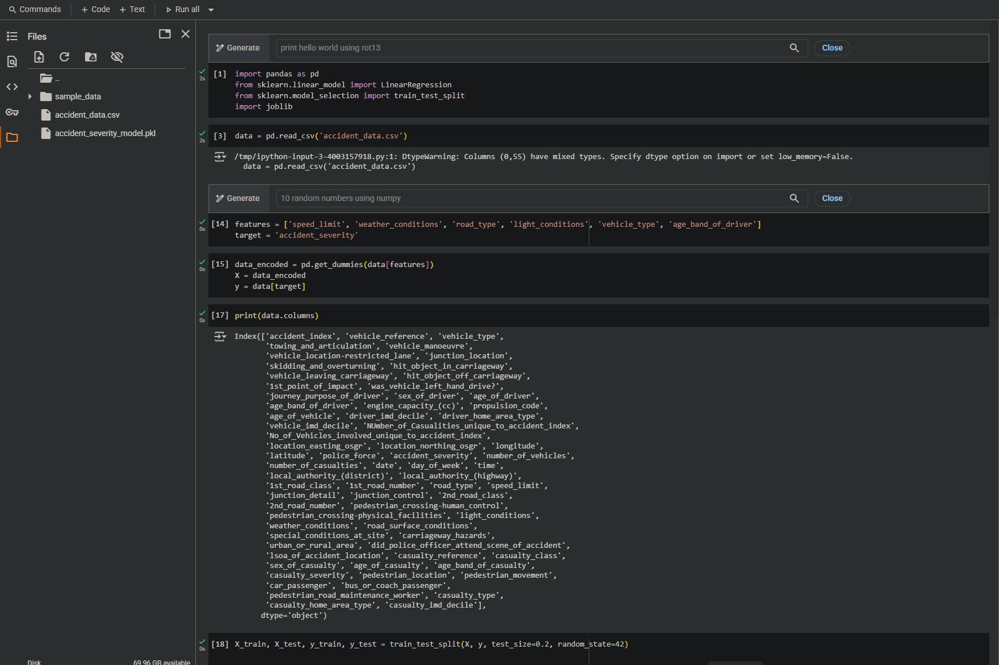 Commands + Code + Text Run all
Files
..
sample_data
accident_data.csv
accident_severity_model.pkl
Disk 69.96 GB available
Generate print hello world using rot13 Close
2s
[1] import pandas as pd
from sklearn.linear_model import LinearRegression
from sklearn.model_selection import train_test_split
import joblib
2s
[3] data = pd.read_csv('accident_data.csv')
/tmp/ipython-input-3-4003157918.py:1: DtypeWarning: Columns (0,55) have mixed types. Specify dtype option on import or set low_memory=False.
data = pd.read_csv('accident_data.csv')
Generate 10 random numbers using numpy Close
0s
[14] features = ['speed_limit', 'weather_conditions', 'road_type', 'light_conditions', 'vehicle_type', 'age_band_of_driver']
target = 'accident_severity'
0s
[15] data_encoded = pd.get_dummies(data[features])
X = data_encoded
y = data[target]
0s
[17] print(data.columns)
Index(['accident_index', 'vehicle_reference', 'vehicle_type',
'towing_and_articulation', 'vehicle_manoeuvre',
'vehicle_location-restricted_lane', 'junction_location',
'skidding_and_overturning', 'hit_object_in_carriageway',
'vehicle_leaving_carriageway', 'hit_object_off_carriageway',
'1st_point_of_impact', 'was_vehicle_left_hand_drive?',
'journey_purpose_of_driver', 'sex_of_driver', 'age_of_driver',
'age_band_of_driver', 'engine_capacity_(cc)', 'propulsion_code',
'age_of_vehicle', 'driver_imd_decile', 'driver_home_area_type',
'vehicle_imd_decile', 'NUmber_of_Casualities_unique_to_accident_index',
'No_of_Vehicles_involved_unique_to_accident_index',
'location_easting_osgr', 'location_northing_osgr', 'longitude',
'latitude', 'police_force', 'accident_severity', 'number_of_vehicles',
'number_of_casualties', 'date', 'day_of_week', 'time',
'local_authority_(district)', 'local_authority_(highway)',
'1st_road_class', '1st_road_number', 'road_type', 'speed_limit',
'junction_detail', 'junction_control', '2nd_road_class',
'2nd_road_number', 'pedestrian_crossing-human_control',
'pedestrian_crossing-physical_facilities', 'light_conditions',
'weather_conditions', 'road_surface_conditions',
'special_conditions_at_site', 'carriageway_hazards',
'urban_or_rural_area', 'did_police_officer_attend_scene_of_accident',
'lsoa_of_accident_location', 'casualty_reference', 'casualty_class',
'sex_of_casualty', 'age_of_casualty', 'age_band_of_casualty',
'casualty_severity', 'pedestrian_location', 'pedestrian_movement',
'car_passenger', 'bus_or_coach_passenger',
'pedestrian_road_maintenance_worker', 'casualty_type',
'casualty_home_area_type', 'casualty_imd_decile'],
dtype='object')
0s
[18] X_train, X_test, y_train, y_test = train_test_split(X, y, test_size=0.2, random_state=42)